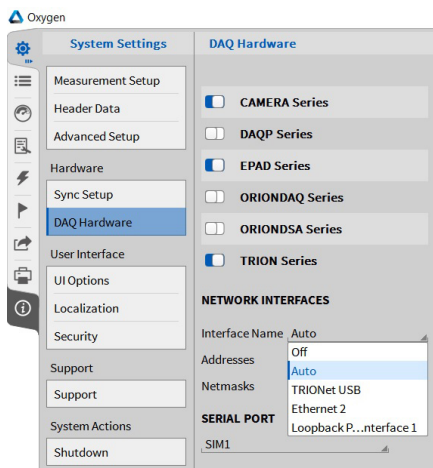 Oxygen
System Settings
Measurement Setup
Header Data
Advanced Setup
Hardware
Sync Setup
DAQ Hardware
User Interface
UI Options
Localization
Security
Support
Support
System Actions
Shutdown
DAQ Hardware
CAMERA Series
DAQP Series
EPAD Series
ORIONDAQ Series
ORIONDSA Series
TRION Series
NETWORK INTERFACES
Interface Name Auto
Addresses
Netmasks
Off
Auto
TRIONet USB
Ethernet 2
Loopback P...nterface 1
SERIAL PORT
SIM1